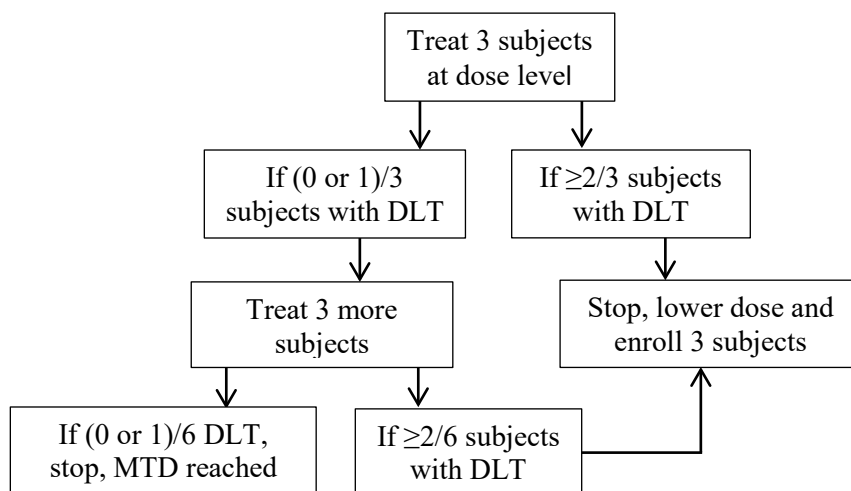 Treat 3 subjects
at dose level
If (0 or 1)/3
subjects with DLT
If ≥2/3 subjects
with DLT
Treat 3 more
subjects
Stop, lower dose and
enroll 3 subjects
If (0 or 1)/6 DLT,
stop, MTD reached
If ≥2/6 subjects
with DLT